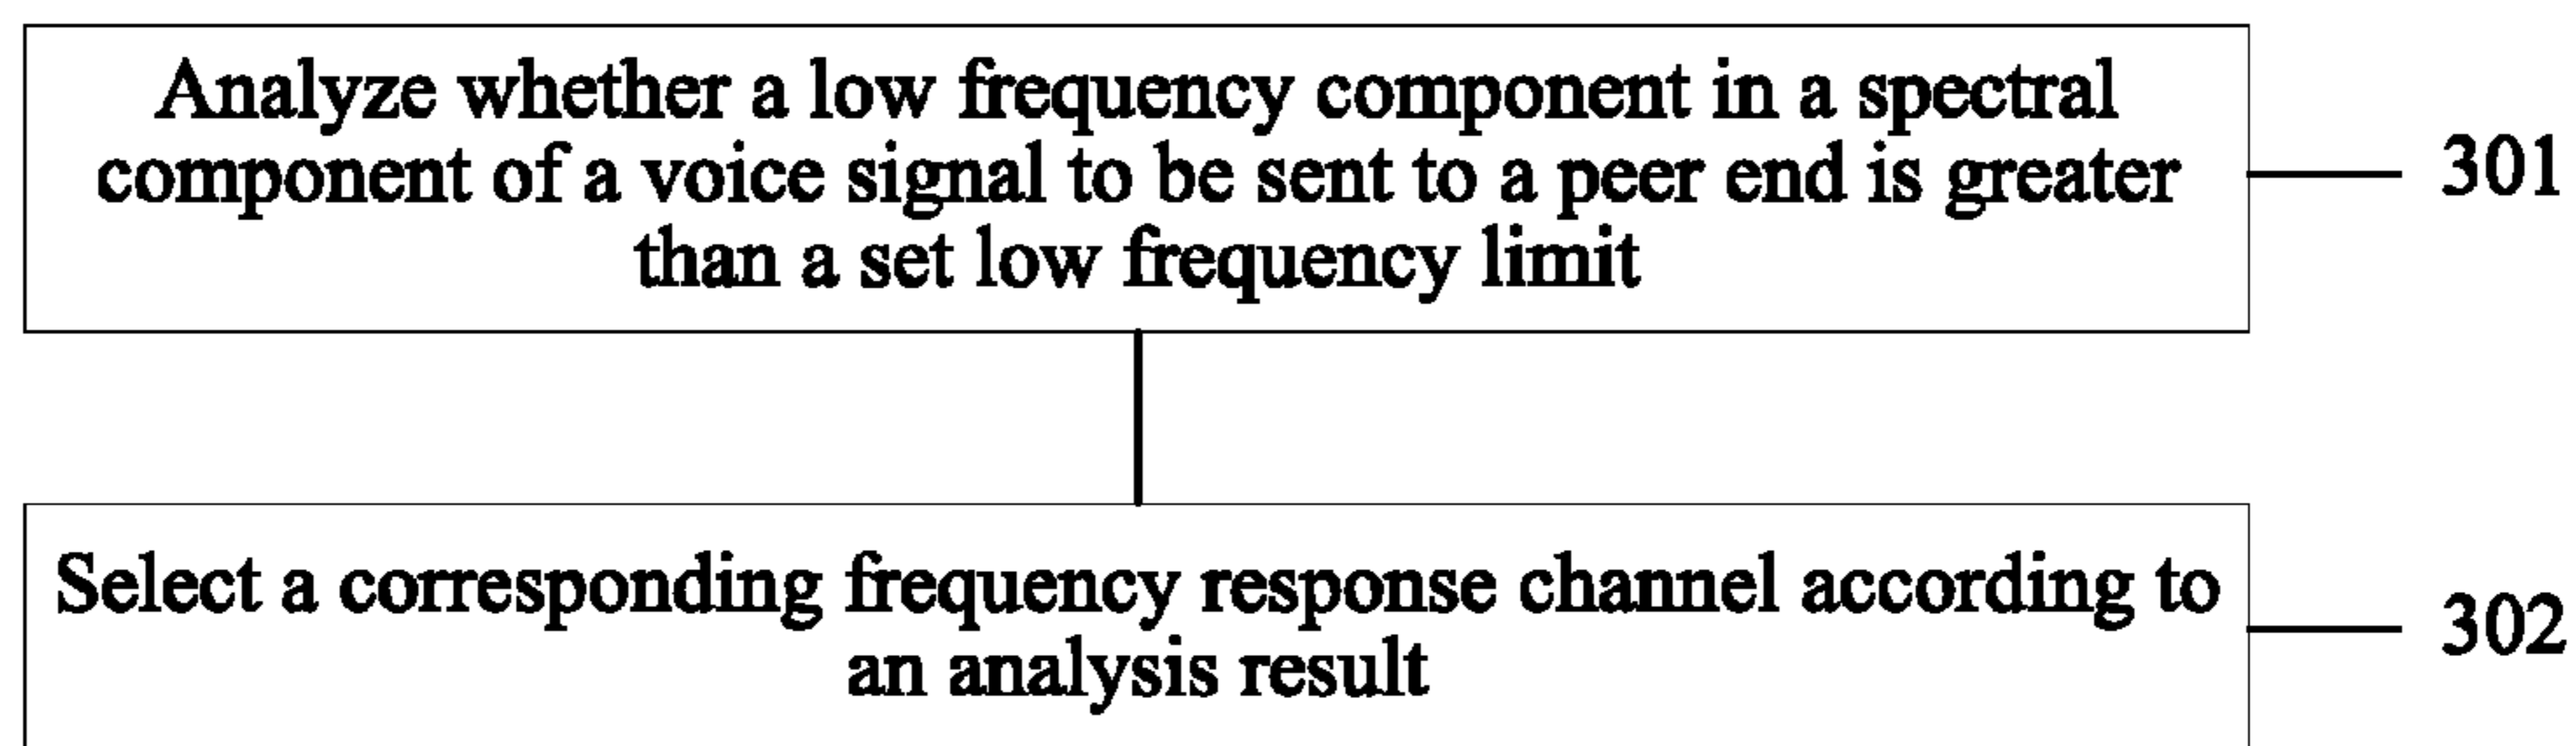 Analyze whether a low frequency component in a spectral
component of a voice signal to be sent to a peer end is greater
than a set low frequency limit
301
Select a corresponding frequency response channel according to
an analysis result
302